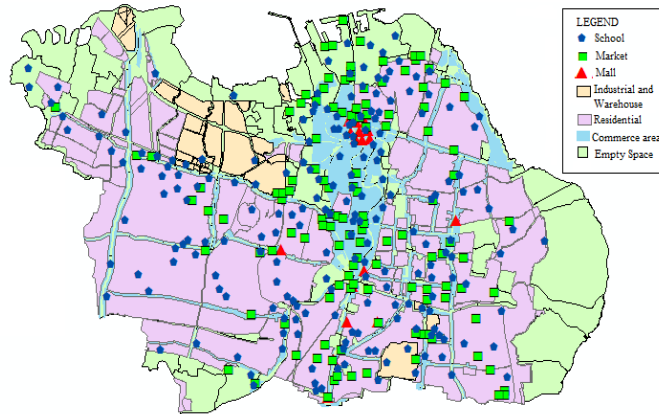 LEGEND
School
Market
Mall
Industrial and
Warehouse
Residential
Commerce area
Empty Space